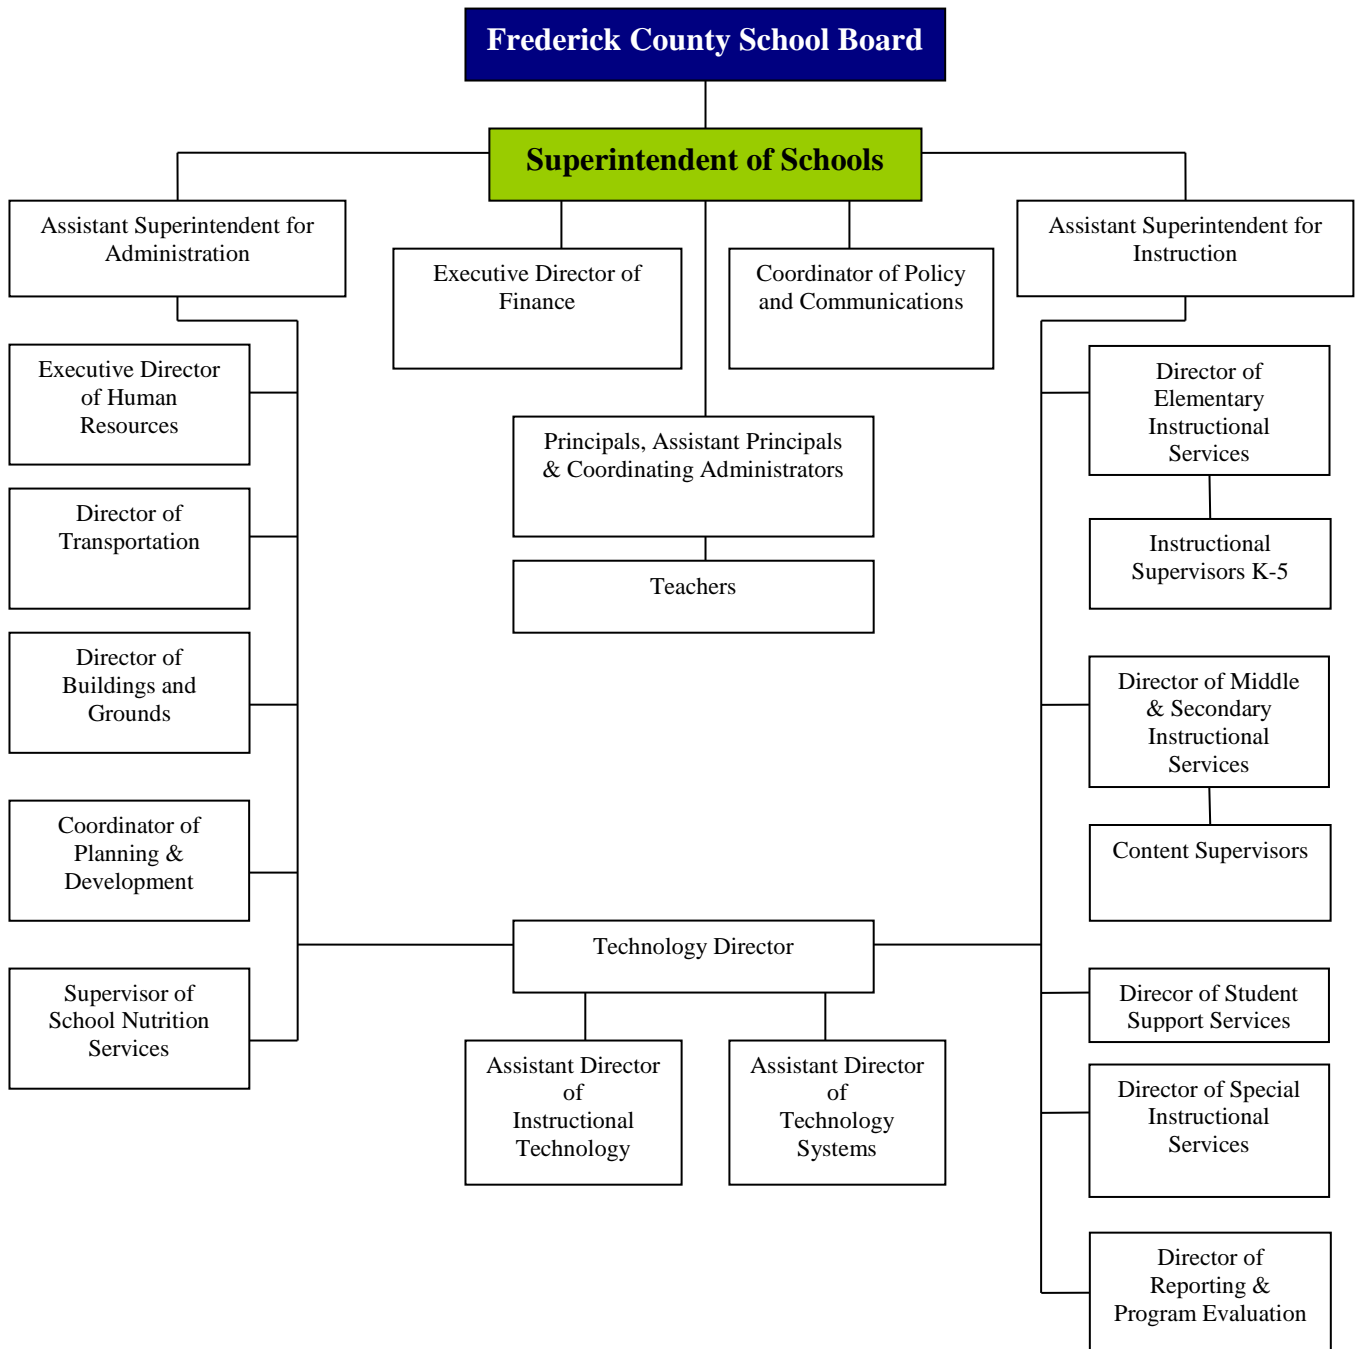 Frederick County School Board
Superintendent of Schools
Assistant Superintendent for
Administration
Executive Director of
Finance
Coordinator of Policy
and Communications
Assistant Superintendent for
Instruction
Executive Director
of Human
Resources
Director of
Transportation
Director of
Buildings and
Grounds
Coordinator of
Planning &
Development
Supervisor of
School Nutrition
Services
Principals, Assistant Principals
& Coordinating Administrators
Teachers
Technology Director
Assistant Director
of
Instructional
Technology
Assistant Director
of
Technology
Systems
Director of
Elementary
Instructional
Services
Instructional
Supervisors K-5
Director of Middle
& Secondary
Instructional
Services
Content Supervisors
Direcor of Student
Support Services
Director of Special
Instructional
Services
Director of
Reporting &
Program Evaluation